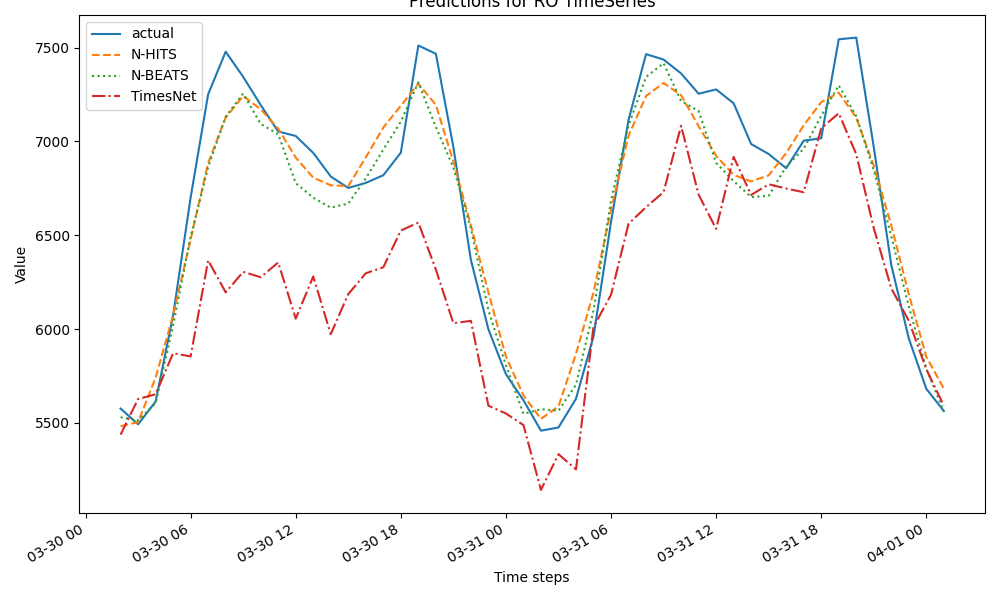 Predictions for RO TimeSeries
actual
N-HITS
N-BEATS
TimesNet
Value
7500
7000
6500
6000
5500
03-30 00
03-30 06
03-30 12
03-30 18
03-31 00
03-31 06
03-31 12
03-31 18
04-01 00
Time steps